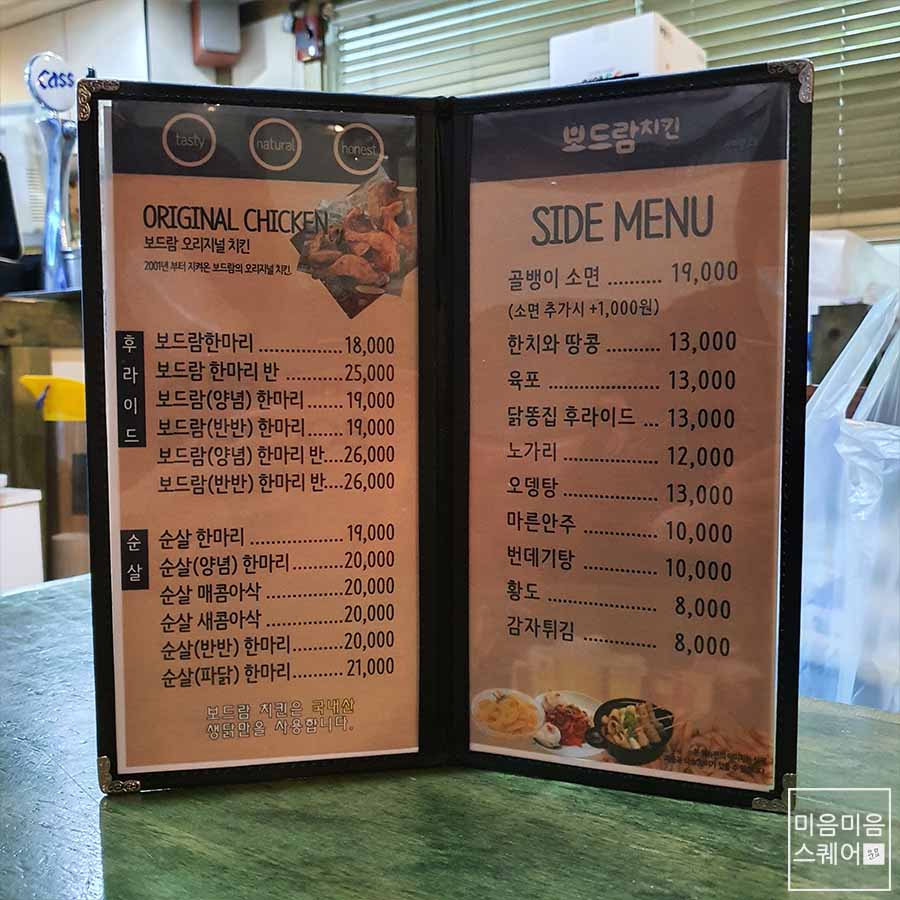 Cass
tasty
natural
honest
ORIGINAL CHICKEN
보드람 오리지널 치킨
2001년 부터 지켜온 보드람의 오리지널 치킨.
후라이드
보드람한마리 .................. 18,000
보드람 한마리 반 ............. 25,000
보드람(양념) 한마리 ....... 19,000
보드람(반반) 한마리 ....... 19,000
보드람(양념) 한마리 반.... 26,000
보드람(반반) 한마리 반.... 26,000
순살
순살 한마리 .................... 19,000
순살(양념) 한마리 ........... 20,000
순살 매콤아삭 ................ 20,000
순살 새콤아삭 ................ 20,000
순살(반반) 한마리 ........... 20,000
순살(파닭) 한마리 ........... 21,000
보드람 치킨은 국내산
생닭만을 사용합니다.
보드람치킨
SIDE MENU
골뱅이 소면 .......... 19,000
(소면 추가시 +1,000원)
한치와 땅콩 .......... 13,000
육포 .................... 13,000
닭똥집 후라이드 ... 13,000
노가리 ................ 12,000
오뎅탕 ................ 13,000
마른안주 ............. 10,000
번데기탕 ............. 10,000
황도 .................... 8,000
감자튀김 ............. 8,000
미음미음
스퀘어